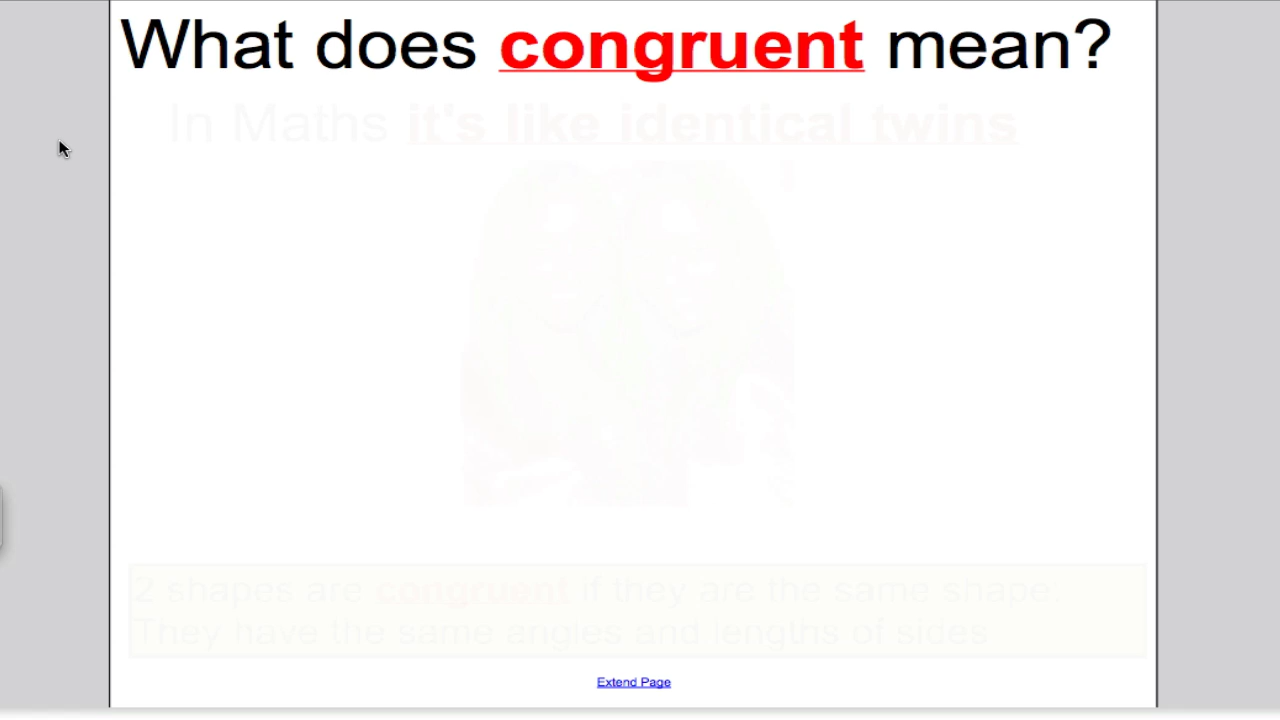 What does congruent mean?
In Maths it's like identical twins
2 shapes are congruent if they are the same shape.
They have the same angles and lengths of sides
Extend Page